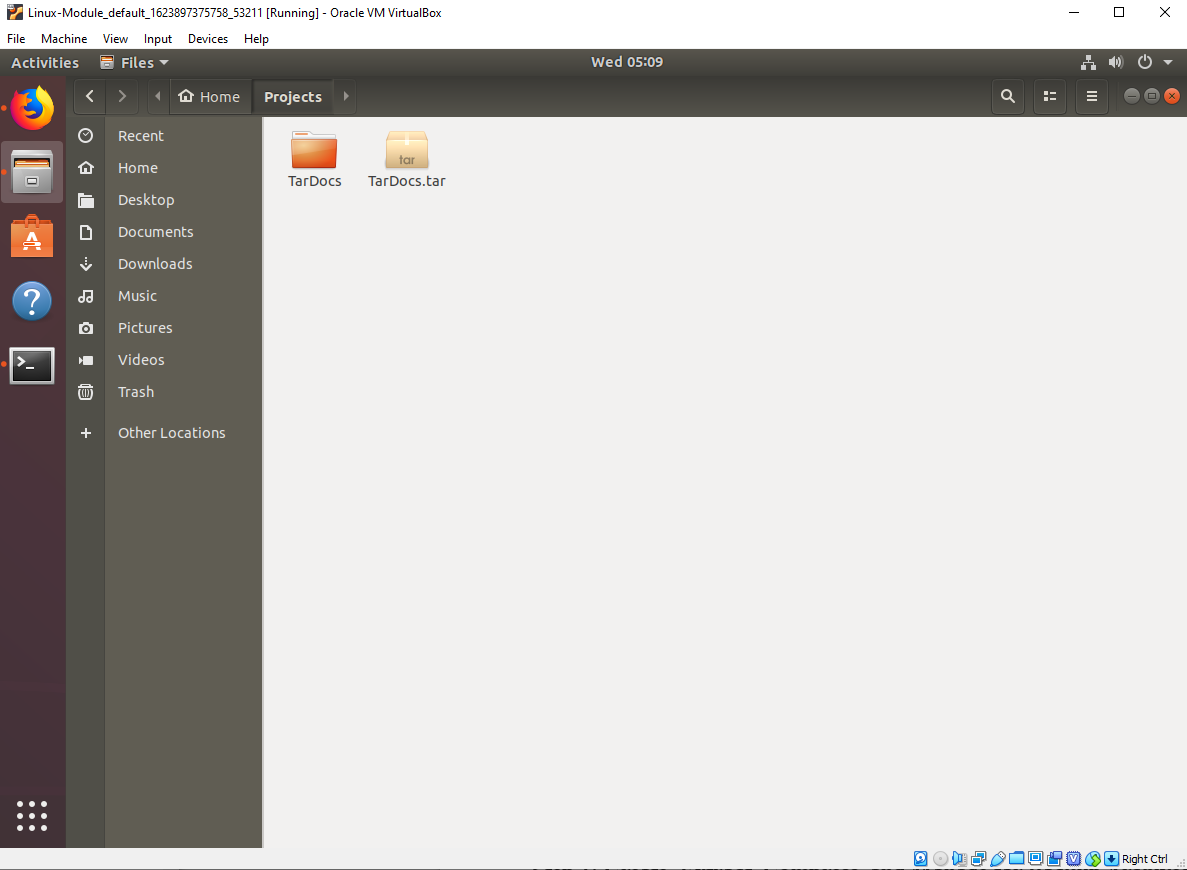 Linux-Module_default_1623897375758_53211 [Running] - Oracle VM VirtualBox
File Machine View Input Devices Help
Activities Files Wed 05:09
Home Projects
Recent
Home
Desktop
Documents
Downloads
Music
Pictures
Videos
Trash
Other Locations
tar
TarDocs TarDocs.tar
Right Ctrl